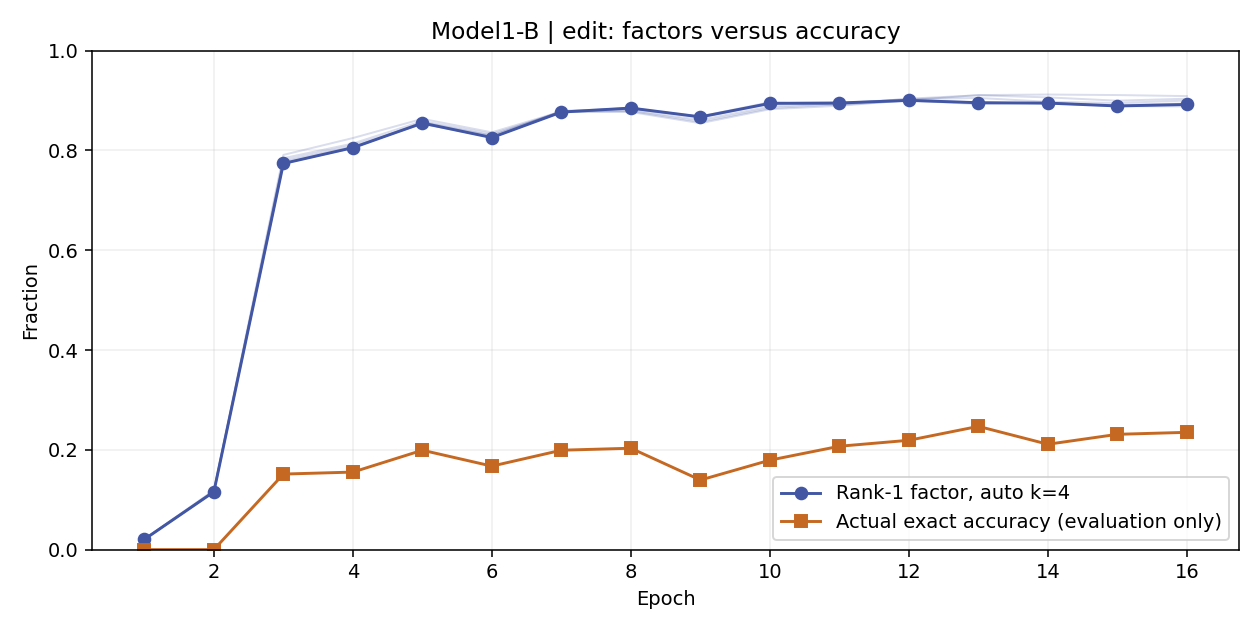 Model1-B | edit: factors versus accuracy
1.0
0.8
0.6
0.4
0.2
0.0
Fraction
2 4 6 8 10 12 14 16
Epoch
Rank-1 factor, auto k=4
Actual exact accuracy (evaluation only)